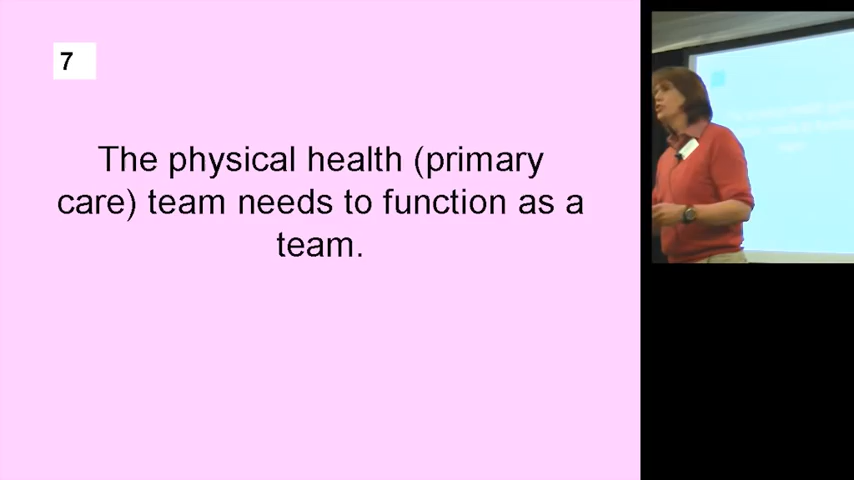 7
The physical health (primary
care) team needs to function as a
team.